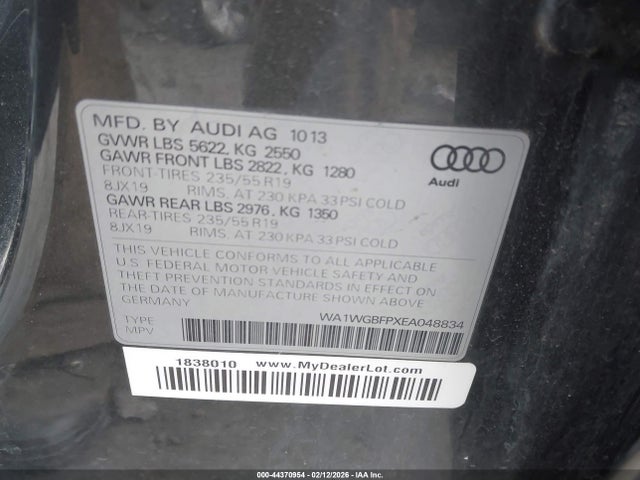 MFD. BY AUDI AG 10 13
GVWR LBS 5622, KG 2550
GAWR FRONT LBS 2822, KG 1280
FRONT-TIRES 235/55 R19
8JX19 RIMS. AT 230 KPA 33 PSI COLD
GAWR REAR LBS 2976, KG 1350
REAR-TIRES 235/55 R19
8JX19 RIMS. AT 230 KPA 33 PSI COLD
Audi
THIS VEHICLE CONFORMS TO ALL APPLICABLE
U.S. FEDERAL MOTOR VEHICLE SAFETY AND
THEFT PREVENTION STANDARDS IN EFFECT ON
THE DATE OF MANUFACTURE SHOWN ABOVE.
GERMANY
TYPE
MPV
WA1WGBFPXEA048834
1838010 www.MyDealerLot.com
000-44370954 - 02/12/2026 - IAA Inc.